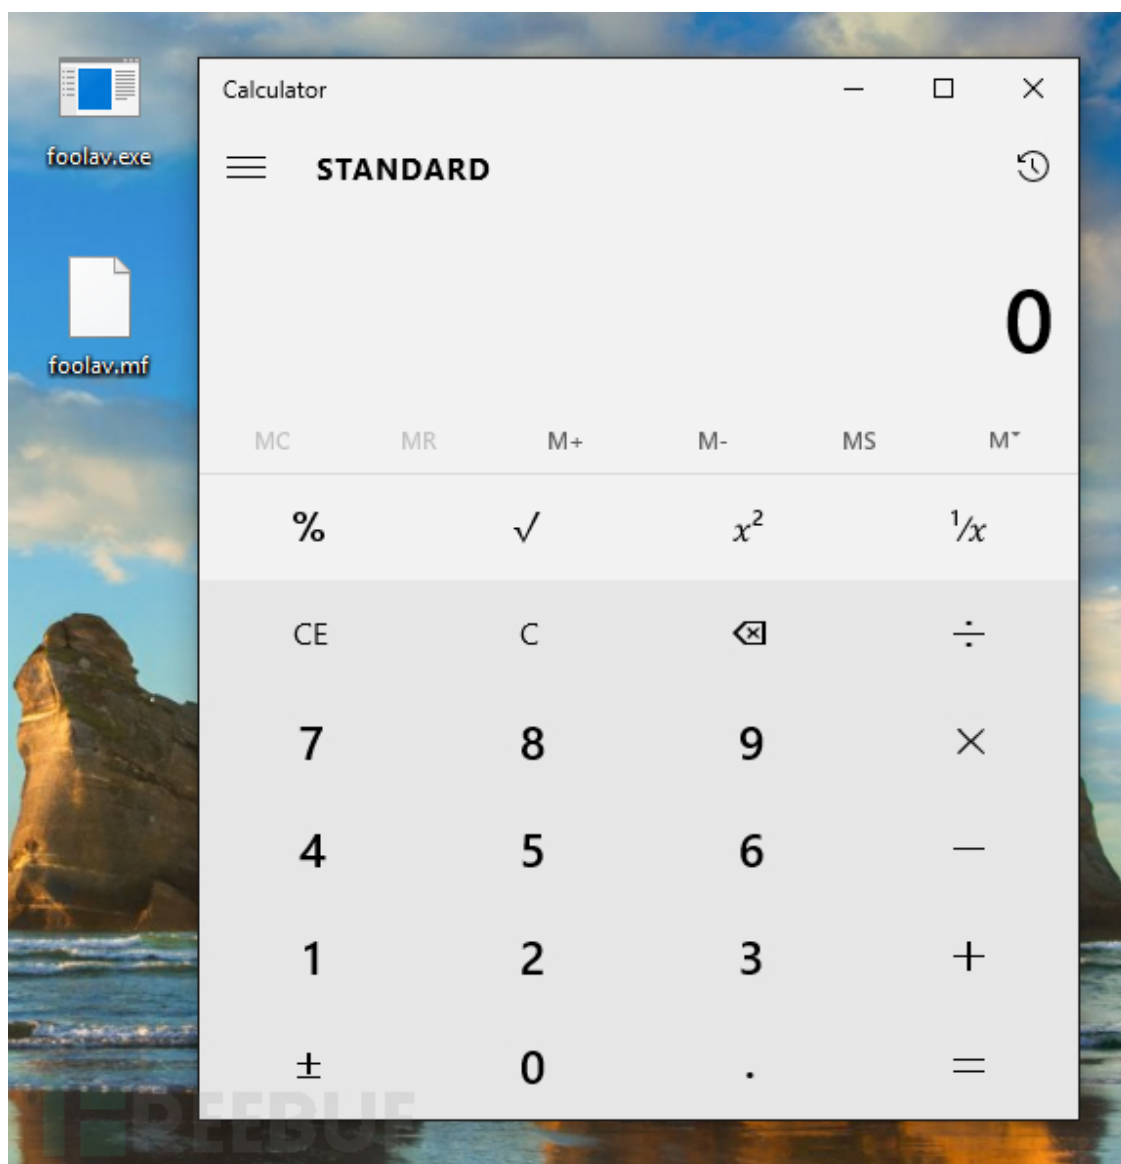 foolav.exe
foolav.mf
Calculator
STANDARD
0
MC MR M+ M- MS M
% √ x² ¹/x
CE C ÷
7 8 9 ×
4 5 6 −
1 2 3 +
± 0 . =
REEBUF